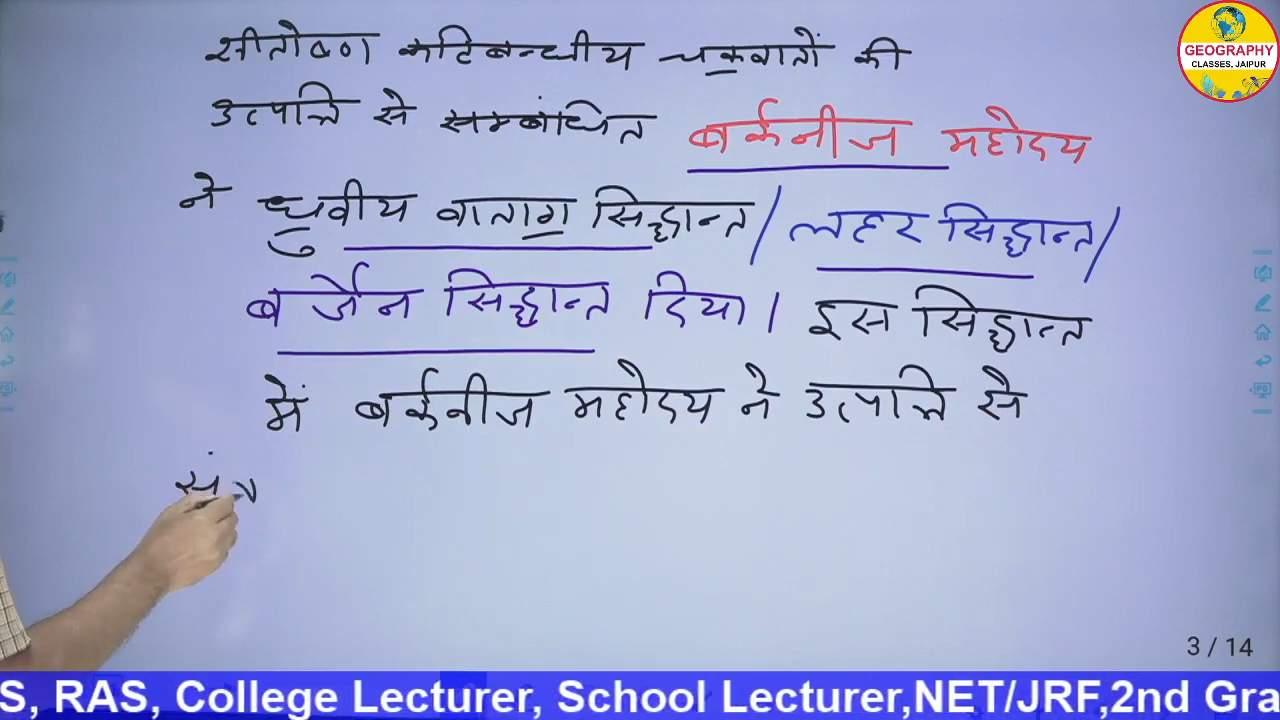 शीतोष्ण कटिबन्धीय चक्रवातों की
GEOGRAPHY
CLASSES, JAIPUR
उत्पत्ति से सम्बंधित बर्कनीज महोदय
ने ध्रुवीय वाताग्र सिद्धान्त/ लहर सिद्धान्त/
बर्जेन सिद्धान्त दिया। इस सिद्धान्त
में बर्कनीज महोदय ने उत्पत्ति से
3 / 14
S, RAS, College Lecturer, School Lecturer,NET/JRF,2nd Gra